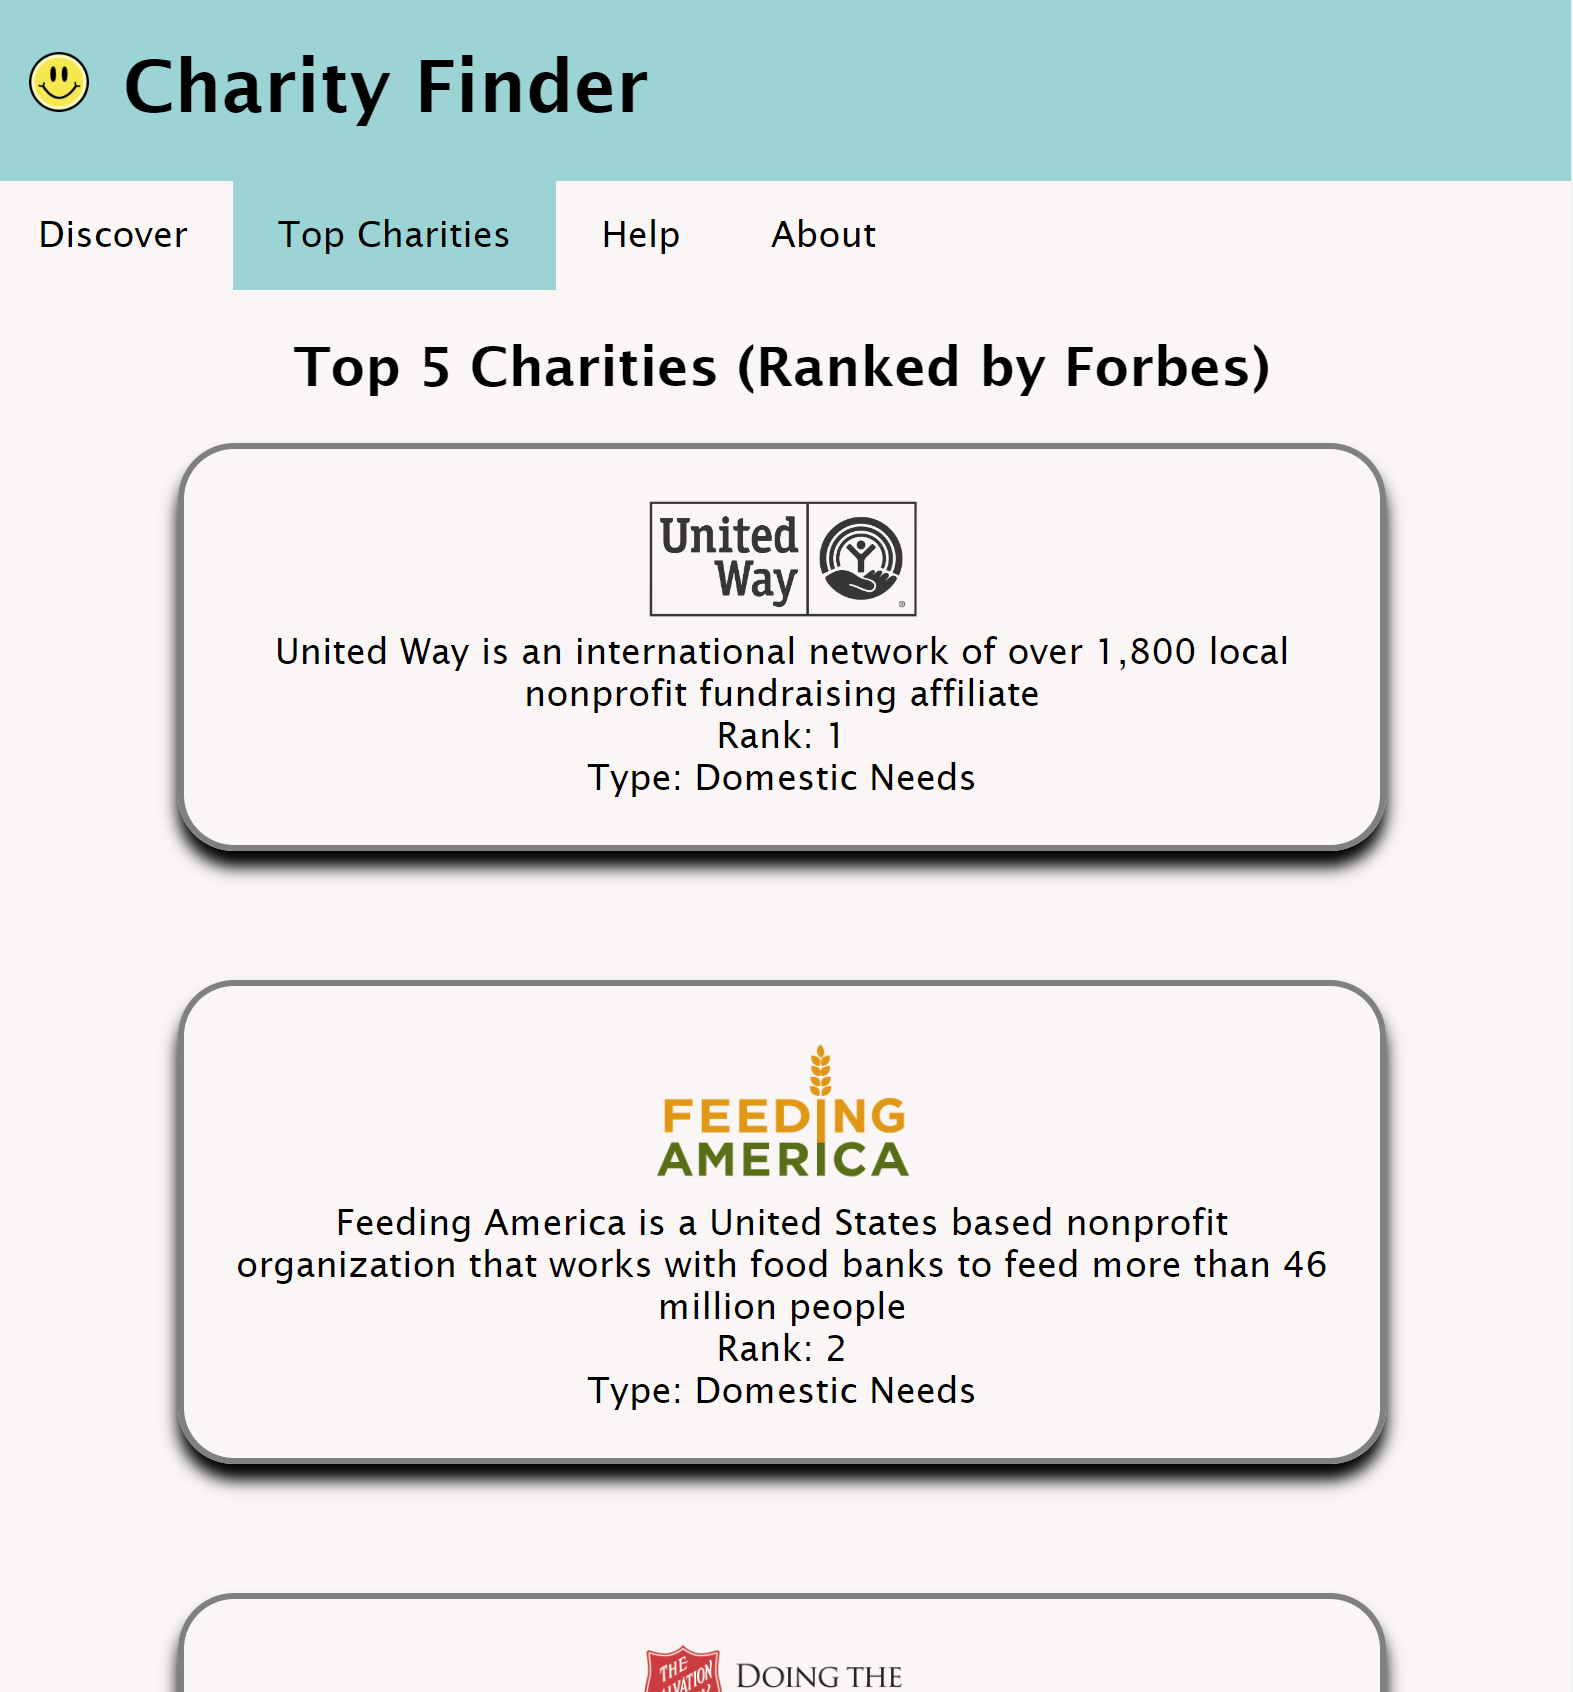 Charity Finder
Discover Top Charities Help About
Top 5 Charities (Ranked by Forbes)
United
Way
®
United Way is an international network of over 1,800 local
nonprofit fundraising affiliate
Rank: 1
Type: Domestic Needs
FEEDING
AMERICA
Feeding America is a United States based nonprofit
organization that works with food banks to feed more than 46
million people
Rank: 2
Type: Domestic Needs
THE
DOING THE